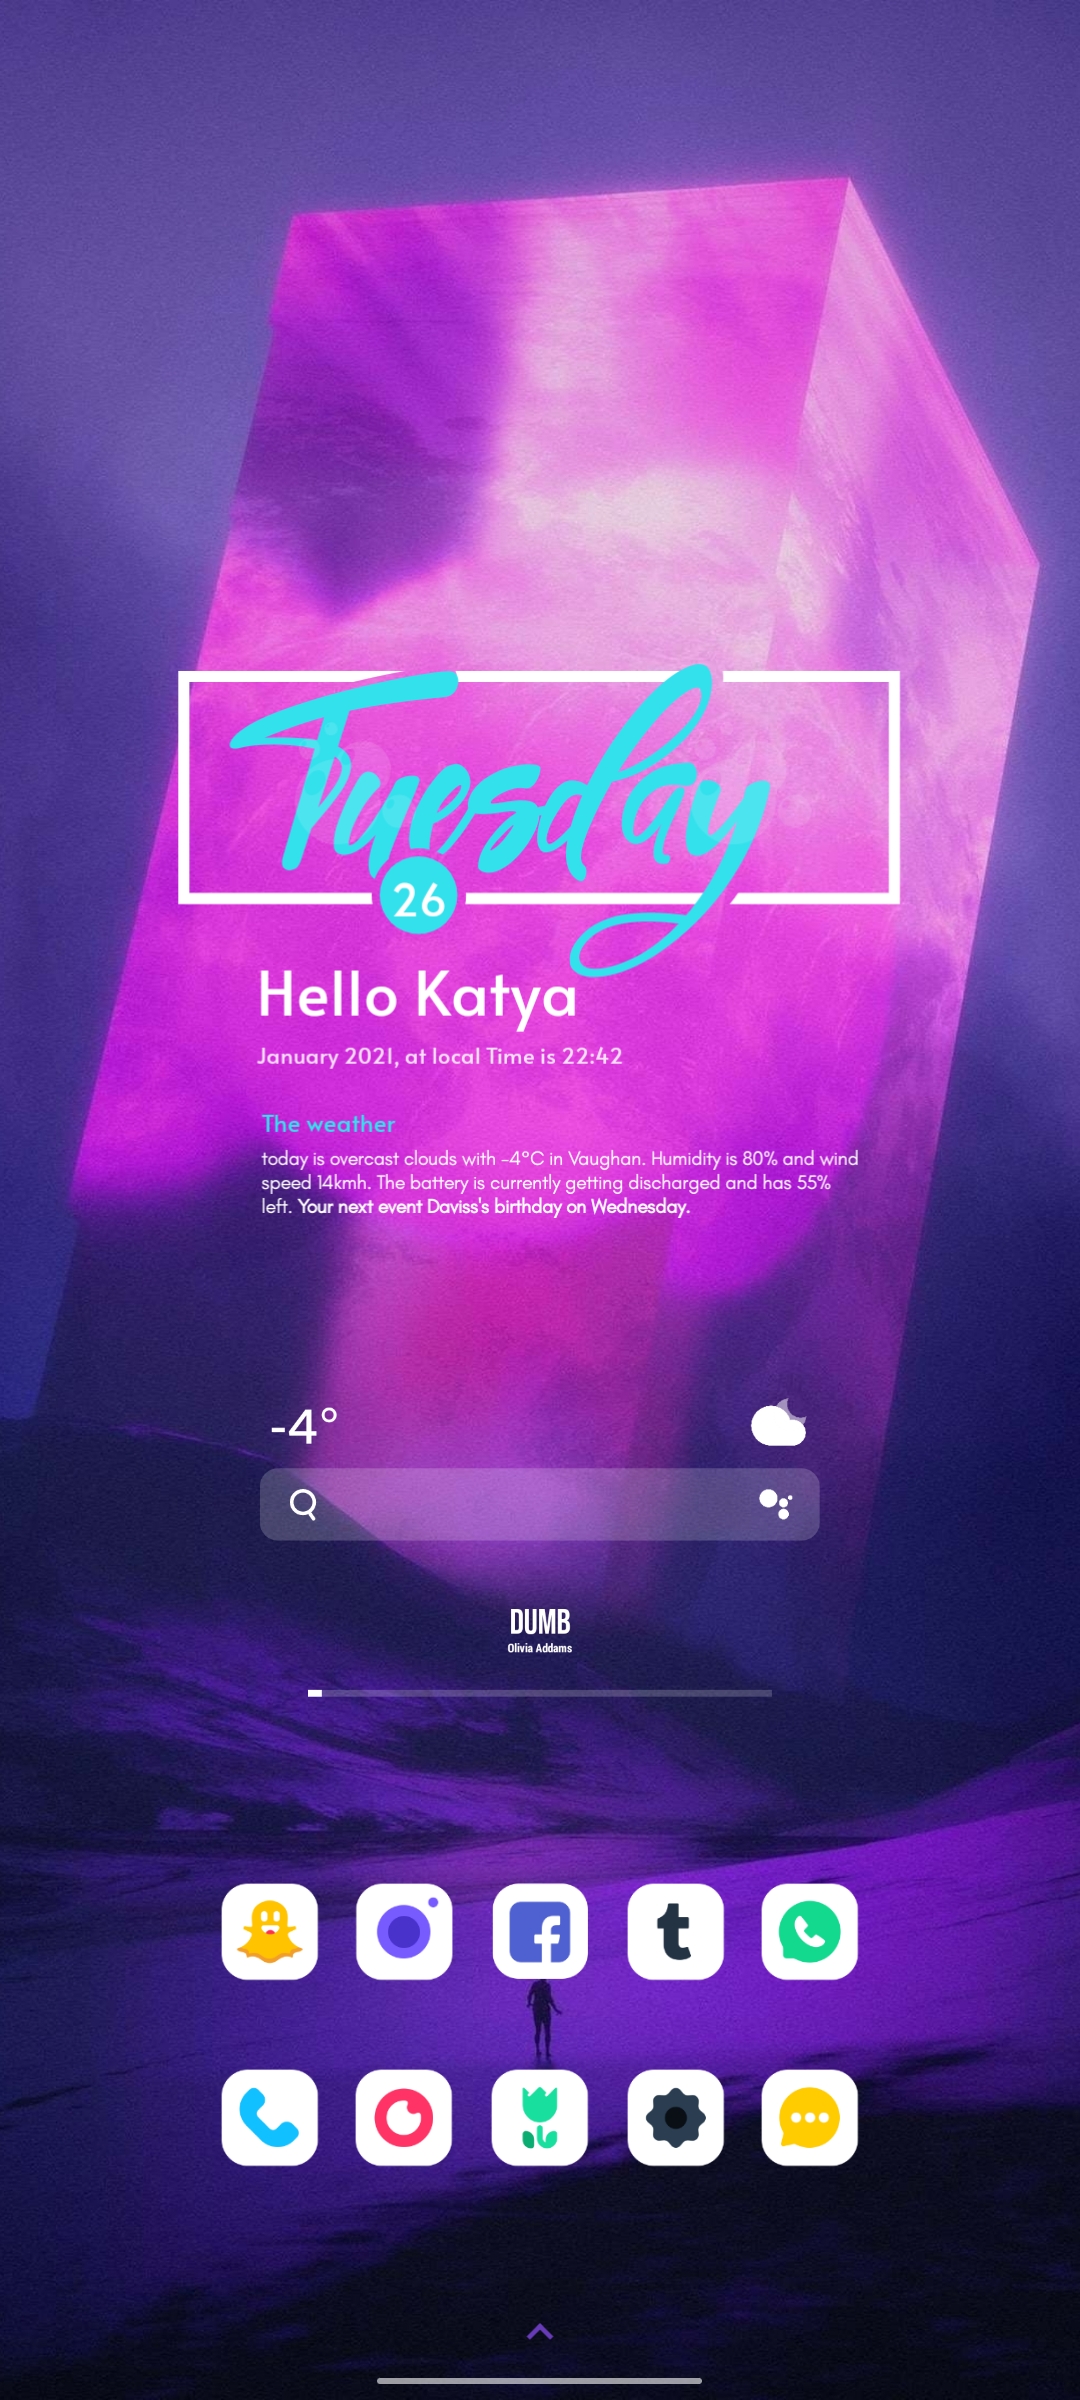 Tuesday
26
Hello Katya
January 2021, at local Time is 22:42
The weather
today is overcast clouds with -4°C in Vaughan. Humidity is 80% and wind
speed 14kmh. The battery is currently getting discharged and has 55%
left. Your next event Daviss's birthday on Wednesday.
-4°
DUMB
Olivia Addams